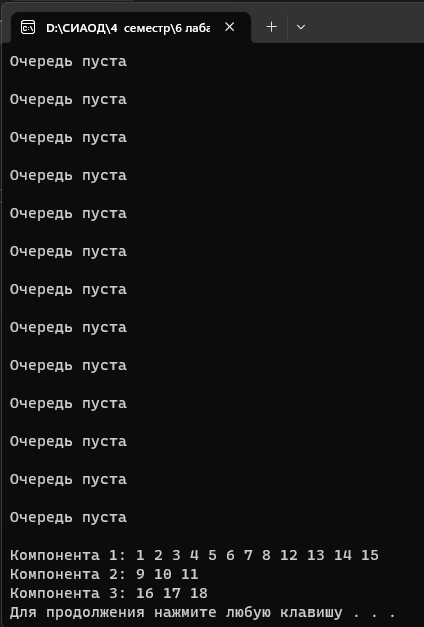 D:\СИАОД\4 семестр\6 лаба
Очередь пуста
Очередь пуста
Очередь пуста
Очередь пуста
Очередь пуста
Очередь пуста
Очередь пуста
Очередь пуста
Очередь пуста
Очередь пуста
Очередь пуста
Очередь пуста
Очередь пуста
Компонента 1: 1 2 3 4 5 6 7 8 12 13 14 15
Компонента 2: 9 10 11
Компонента 3: 16 17 18
Для продолжения нажмите любую клавишу . . .